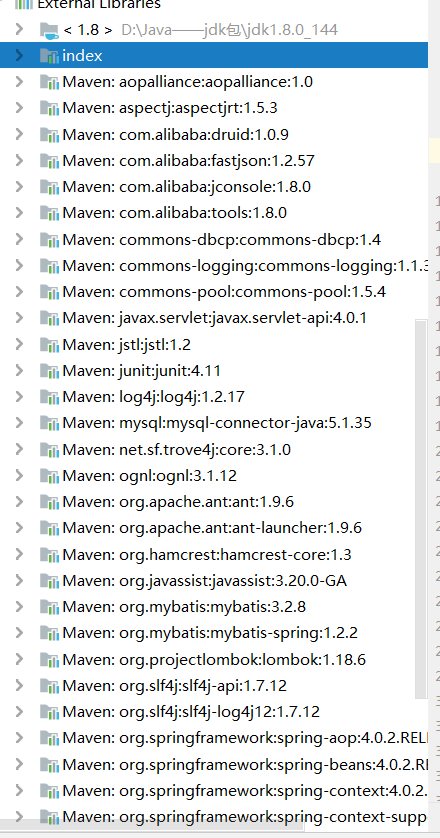 External Libraries
< 1.8 > D:\Java——jdk包\jdk1.8.0_144
index
Maven: aopalliance:aopalliance:1.0
Maven: aspectj:aspectjrt:1.5.3
Maven: com.alibaba:druid:1.0.9
Maven: com.alibaba:fastjson:1.2.57
Maven: com.alibaba:jconsole:1.8.0
Maven: com.alibaba:tools:1.8.0
Maven: commons-dbcp:commons-dbcp:1.4
Maven: commons-logging:commons-logging:1.1.3
Maven: commons-pool:commons-pool:1.5.4
Maven: javax.servlet:javax.servlet-api:4.0.1
Maven: jstl:jstl:1.2
Maven: junit:junit:4.11
Maven: log4j:log4j:1.2.17
Maven: mysql:mysql-connector-java:5.1.35
Maven: net.sf.trove4j:core:3.1.0
Maven: ognl:ognl:3.1.12
Maven: org.apache.ant:ant:1.9.6
Maven: org.apache.ant:ant-launcher:1.9.6
Maven: org.hamcrest:hamcrest-core:1.3
Maven: org.javassist:javassist:3.20.0-GA
Maven: org.mybatis:mybatis:3.2.8
Maven: org.mybatis:mybatis-spring:1.2.2
Maven: org.projectlombok:lombok:1.18.6
Maven: org.slf4j:slf4j-api:1.7.12
Maven: org.slf4j:slf4j-log4j12:1.7.12
Maven: org.springframework:spring-aop:4.0.2.REL
Maven: org.springframework:spring-beans:4.0.2.RE
Maven: org.springframework:spring-context:4.0.2.
Maven: org.springframework:spring-context-supp